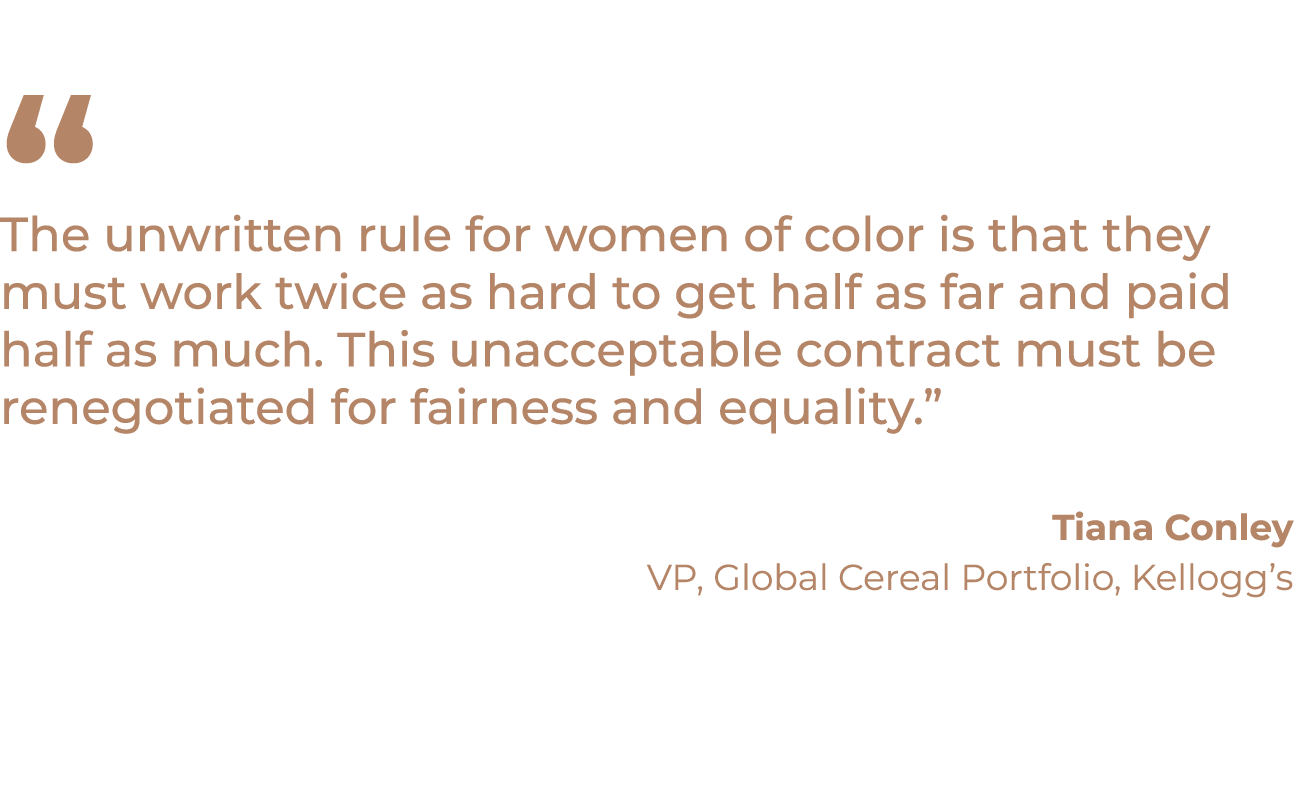 “
The unwritten rule for women of color is that they
must work twice as hard to get half as far and paid
half as much. This unacceptable contract must be
renegotiated for fairness and equality.”
Tiana Conley
VP, Global Cereal Portfolio, Kellogg’s